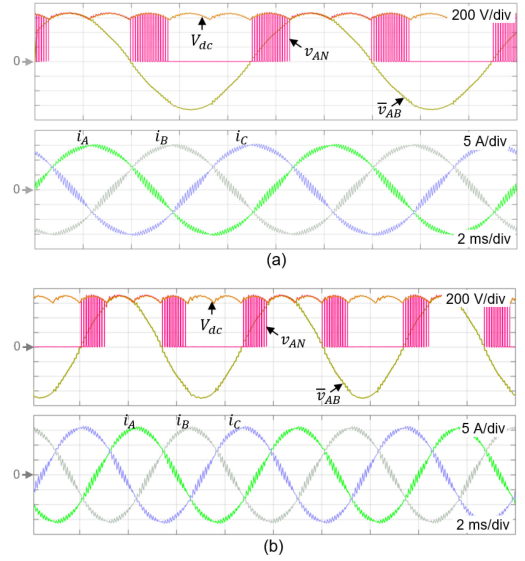 200 V/div
V_dc
v_AN
0
v̅_AB
i_A i_B i_C
5 A/div
0
2 ms/div
(a)
200 V/div
V_dc
v_AN
0
v̅_AB
i_A i_B i_C
5 A/div
0
2 ms/div
(b)